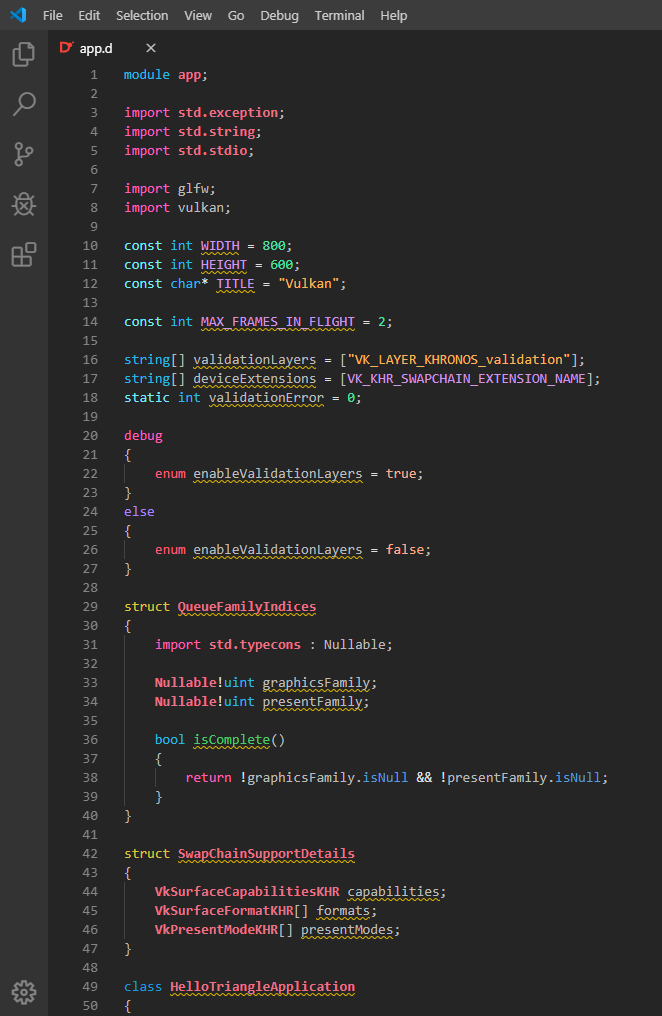 File Edit Selection View Go Debug Terminal Help
app.d
1 module app;
2
3 import std.exception;
4 import std.string;
5 import std.stdio;
6
7 import glfw;
8 import vulkan;
9
10 const int WIDTH = 800;
11 const int HEIGHT = 600;
12 const char* TITLE = "Vulkan";
13
14 const int MAX_FRAMES_IN_FLIGHT = 2;
15
16 string[] validationLayers = ["VK_LAYER_KHRONOS_validation"];
17 string[] deviceExtensions = [VK_KHR_SWAPCHAIN_EXTENSION_NAME];
18 static int validationError = 0;
19
20 debug
21 {
22     enum enableValidationLayers = true;
23 }
24 else
25 {
26     enum enableValidationLayers = false;
27 }
28
29 struct QueueFamilyIndices
30 {
31     import std.typecons : Nullable;
32
33     Nullable!uint graphicsFamily;
34     Nullable!uint presentFamily;
35
36     bool isComplete()
37     {
38         return !graphicsFamily.isNull && !presentFamily.isNull;
39     }
40 }
41
42 struct SwapChainSupportDetails
43 {
44     VkSurfaceCapabilitiesKHR capabilities;
45     VkSurfaceFormatKHR[] formats;
46     VkPresentModeKHR[] presentModes;
47 }
48
49 class HelloTriangleApplication
50 {